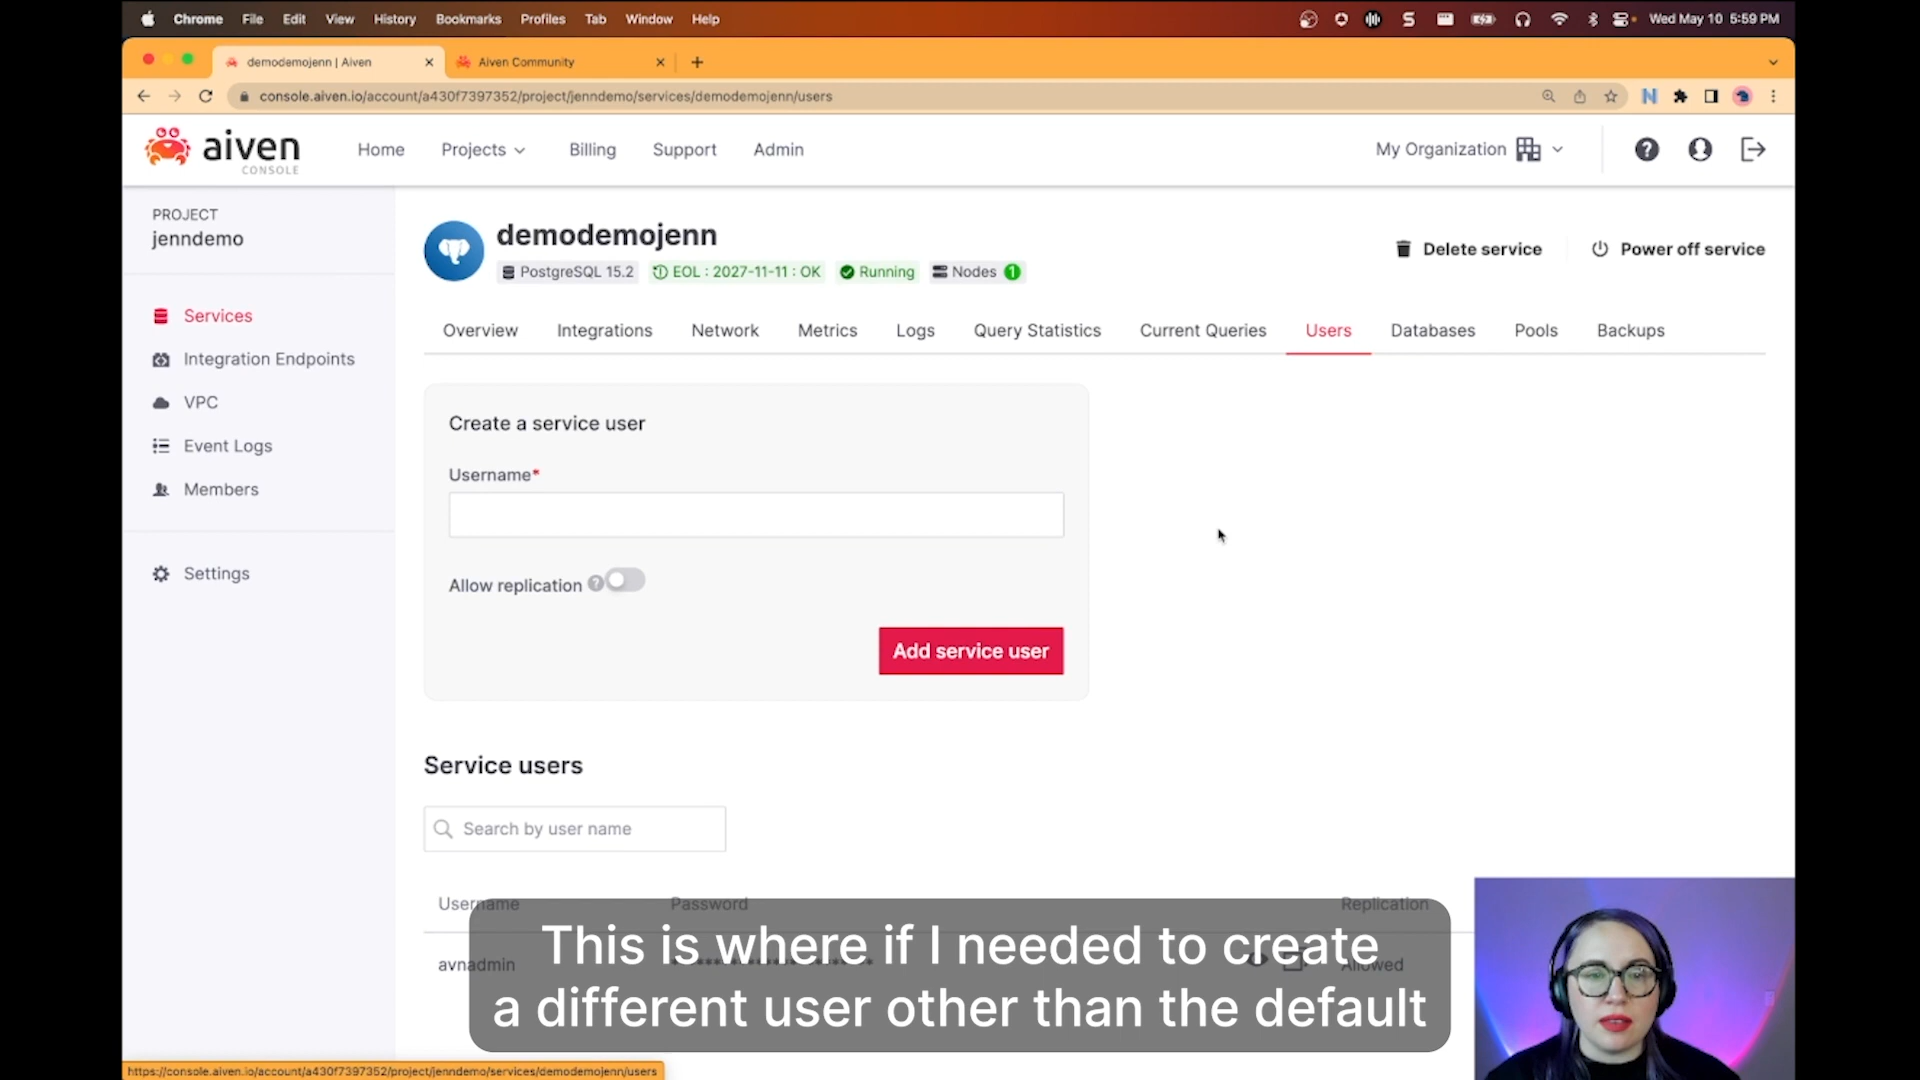 Chrome File Edit View History Bookmarks Profiles Tab Window Help Wed May 10 5:59 PM
demodemojenn | Aiven Aiven Community
console.aiven.io/account/a430f7397352/project/jenndemo/services/demodemojenn/users
aiven Home Projects Billing Support Admin My Organization
CONSOLE
PROJECT
jenndemo
Services
Integration Endpoints
VPC
Event Logs
Members
Settings
demodemojenn
PostgreSQL 15.2 EOL : 2027-11-11 : OK Running Nodes 1
Delete service Power off service
Overview Integrations Network Metrics Logs Query Statistics Current Queries Users Databases Pools Backups
Create a service user
Username*
Allow replication
Add service user
Service users
Search by user name
Username Password Replication
avnadmin Allowed
This is where if I needed to create
a different user other than the default
https://console.aiven.io/account/a430f7397352/project/jenndemo/services/demodemojenn/users